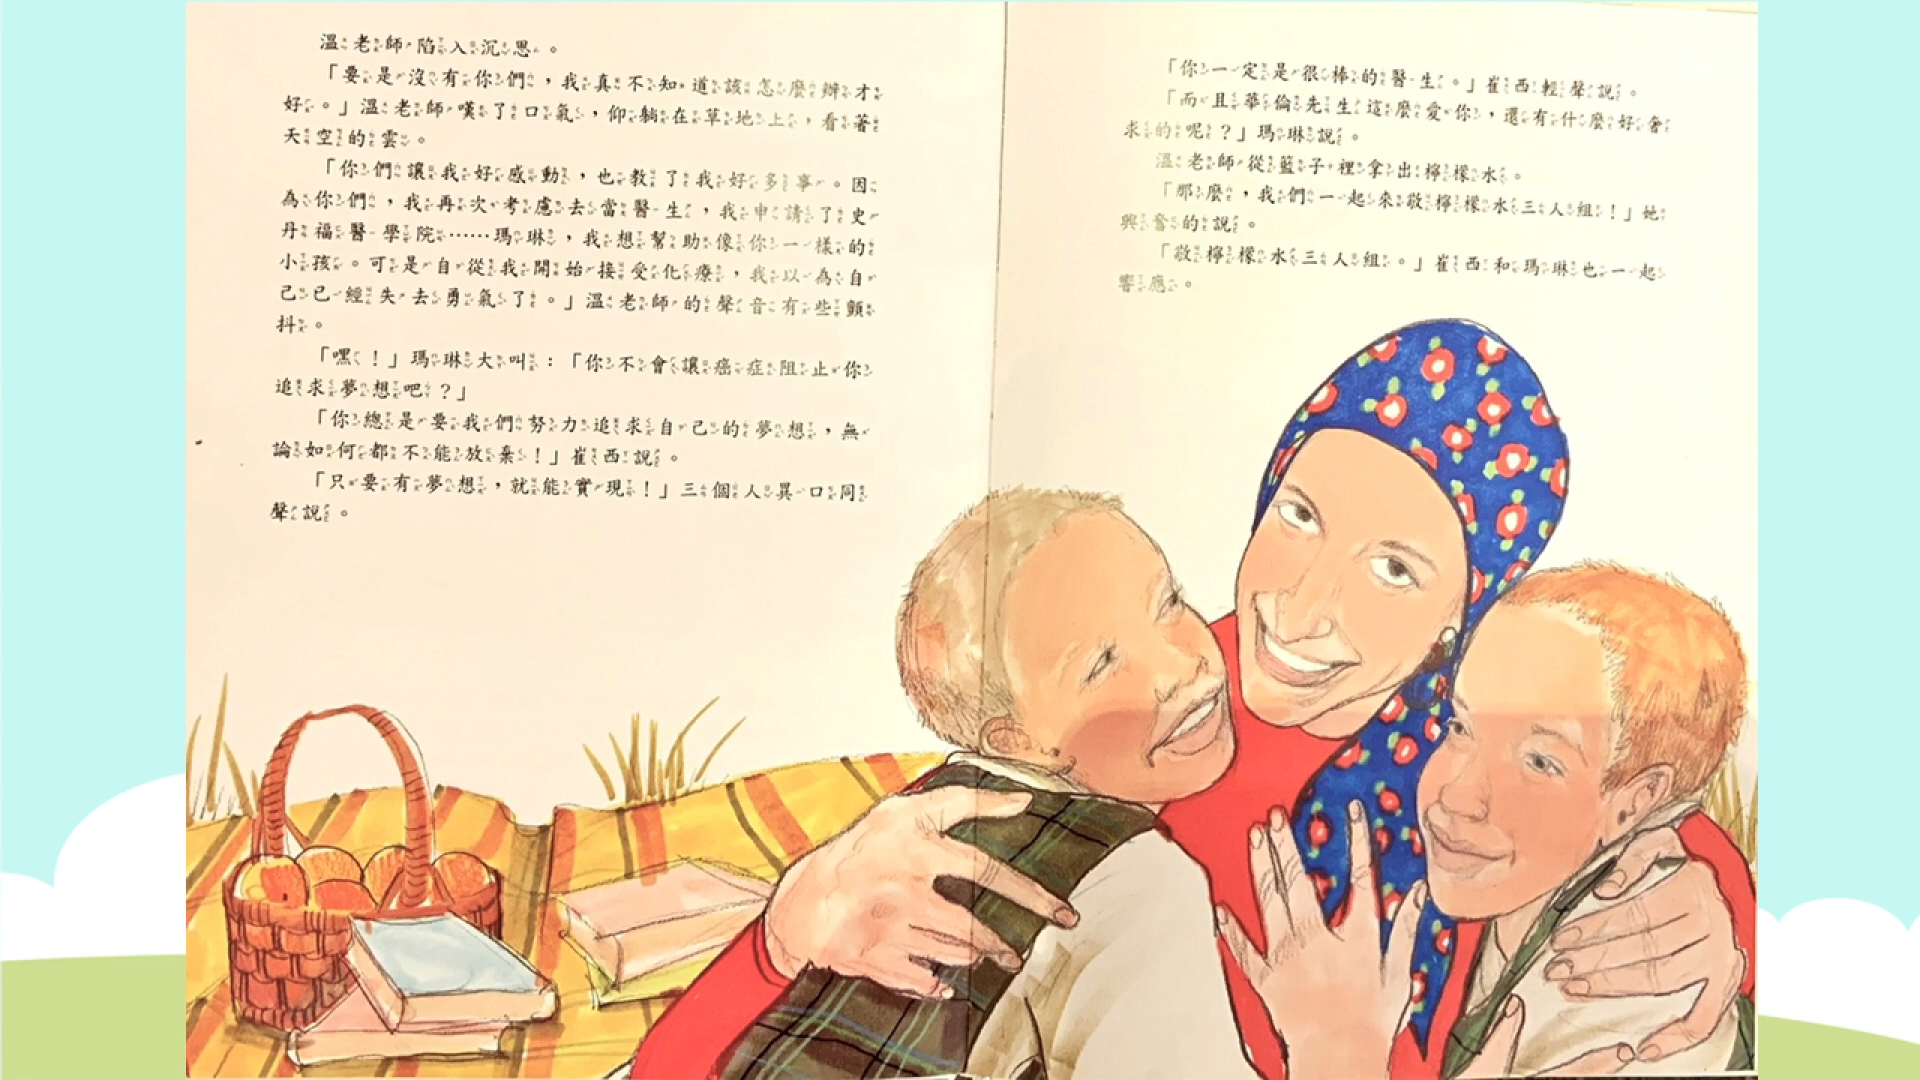 溫老師陷入沉思。
「要是沒有你們，我真不知道該怎麼辦才
好。」溫老師嘆了口氣，仰躺在草地上，看著
天空的雲。
「你們讓我好感動，也教了我好多事。因
為你們，我再次考慮去當醫生，我申請了史
丹福醫學院……瑪琳，我想幫助像你一樣的
小孩。可是自從我開始接受化療，我以為自
己已經失去勇氣了。」溫老師的聲音有些顫
抖。
「嘿！」瑪琳大叫：「你不會讓癌症阻止你
追求夢想吧？」
「你總是要我們努力追求自己的夢想，無
論如何都不能放棄！」崔西說。
「只要有夢想，就能實現！」三個人異口同
聲說。
「你一定是很棒的醫生。」崔西輕聲說。
「而且華倫先生這麼愛你，還有什麼好奢
求的呢？」瑪琳說。
溫老師從籃子裡拿出檸檬水。
「那麼，我們一起來敬檸檬水三人組！」她
興奮的說。
「敬檸檬水三人組。」崔西和瑪琳也一起
響應。